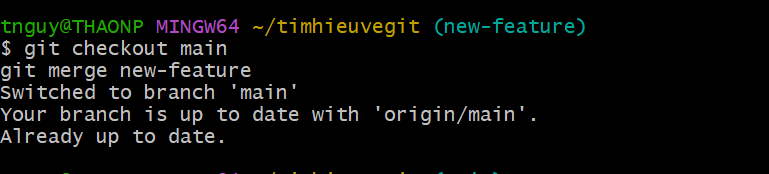 tnguy@THAONP MINGW64 ~/timhieuvegit (new-feature)
$ git checkout main
git merge new-feature
Switched to branch 'main'
Your branch is up to date with 'origin/main'.
Already up to date.